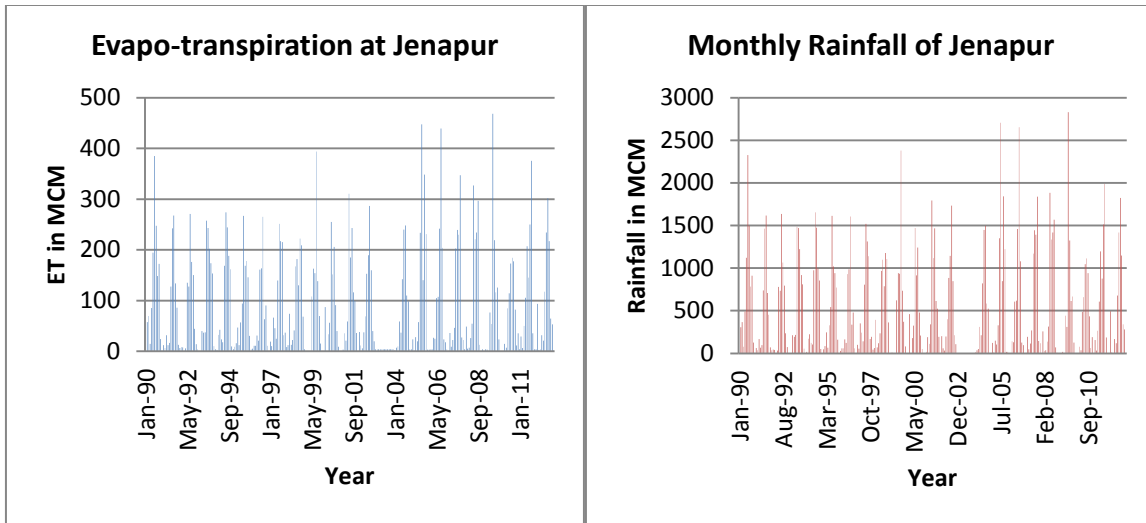 Evapo-transpiration at Jenapur
ET in MCM
500
400
300
200
100
0
Jan-90
May-92
Sep-94
Jan-97
May-99
Sep-01
Jan-04
May-06
Sep-08
Jan-11
Year
Monthly Rainfall of Jenapur
Rainfall in MCM
3000
2500
2000
1500
1000
500
0
Jan-90
Aug-92
Mar-95
Oct-97
May-00
Dec-02
Jul-05
Feb-08
Sep-10
Year